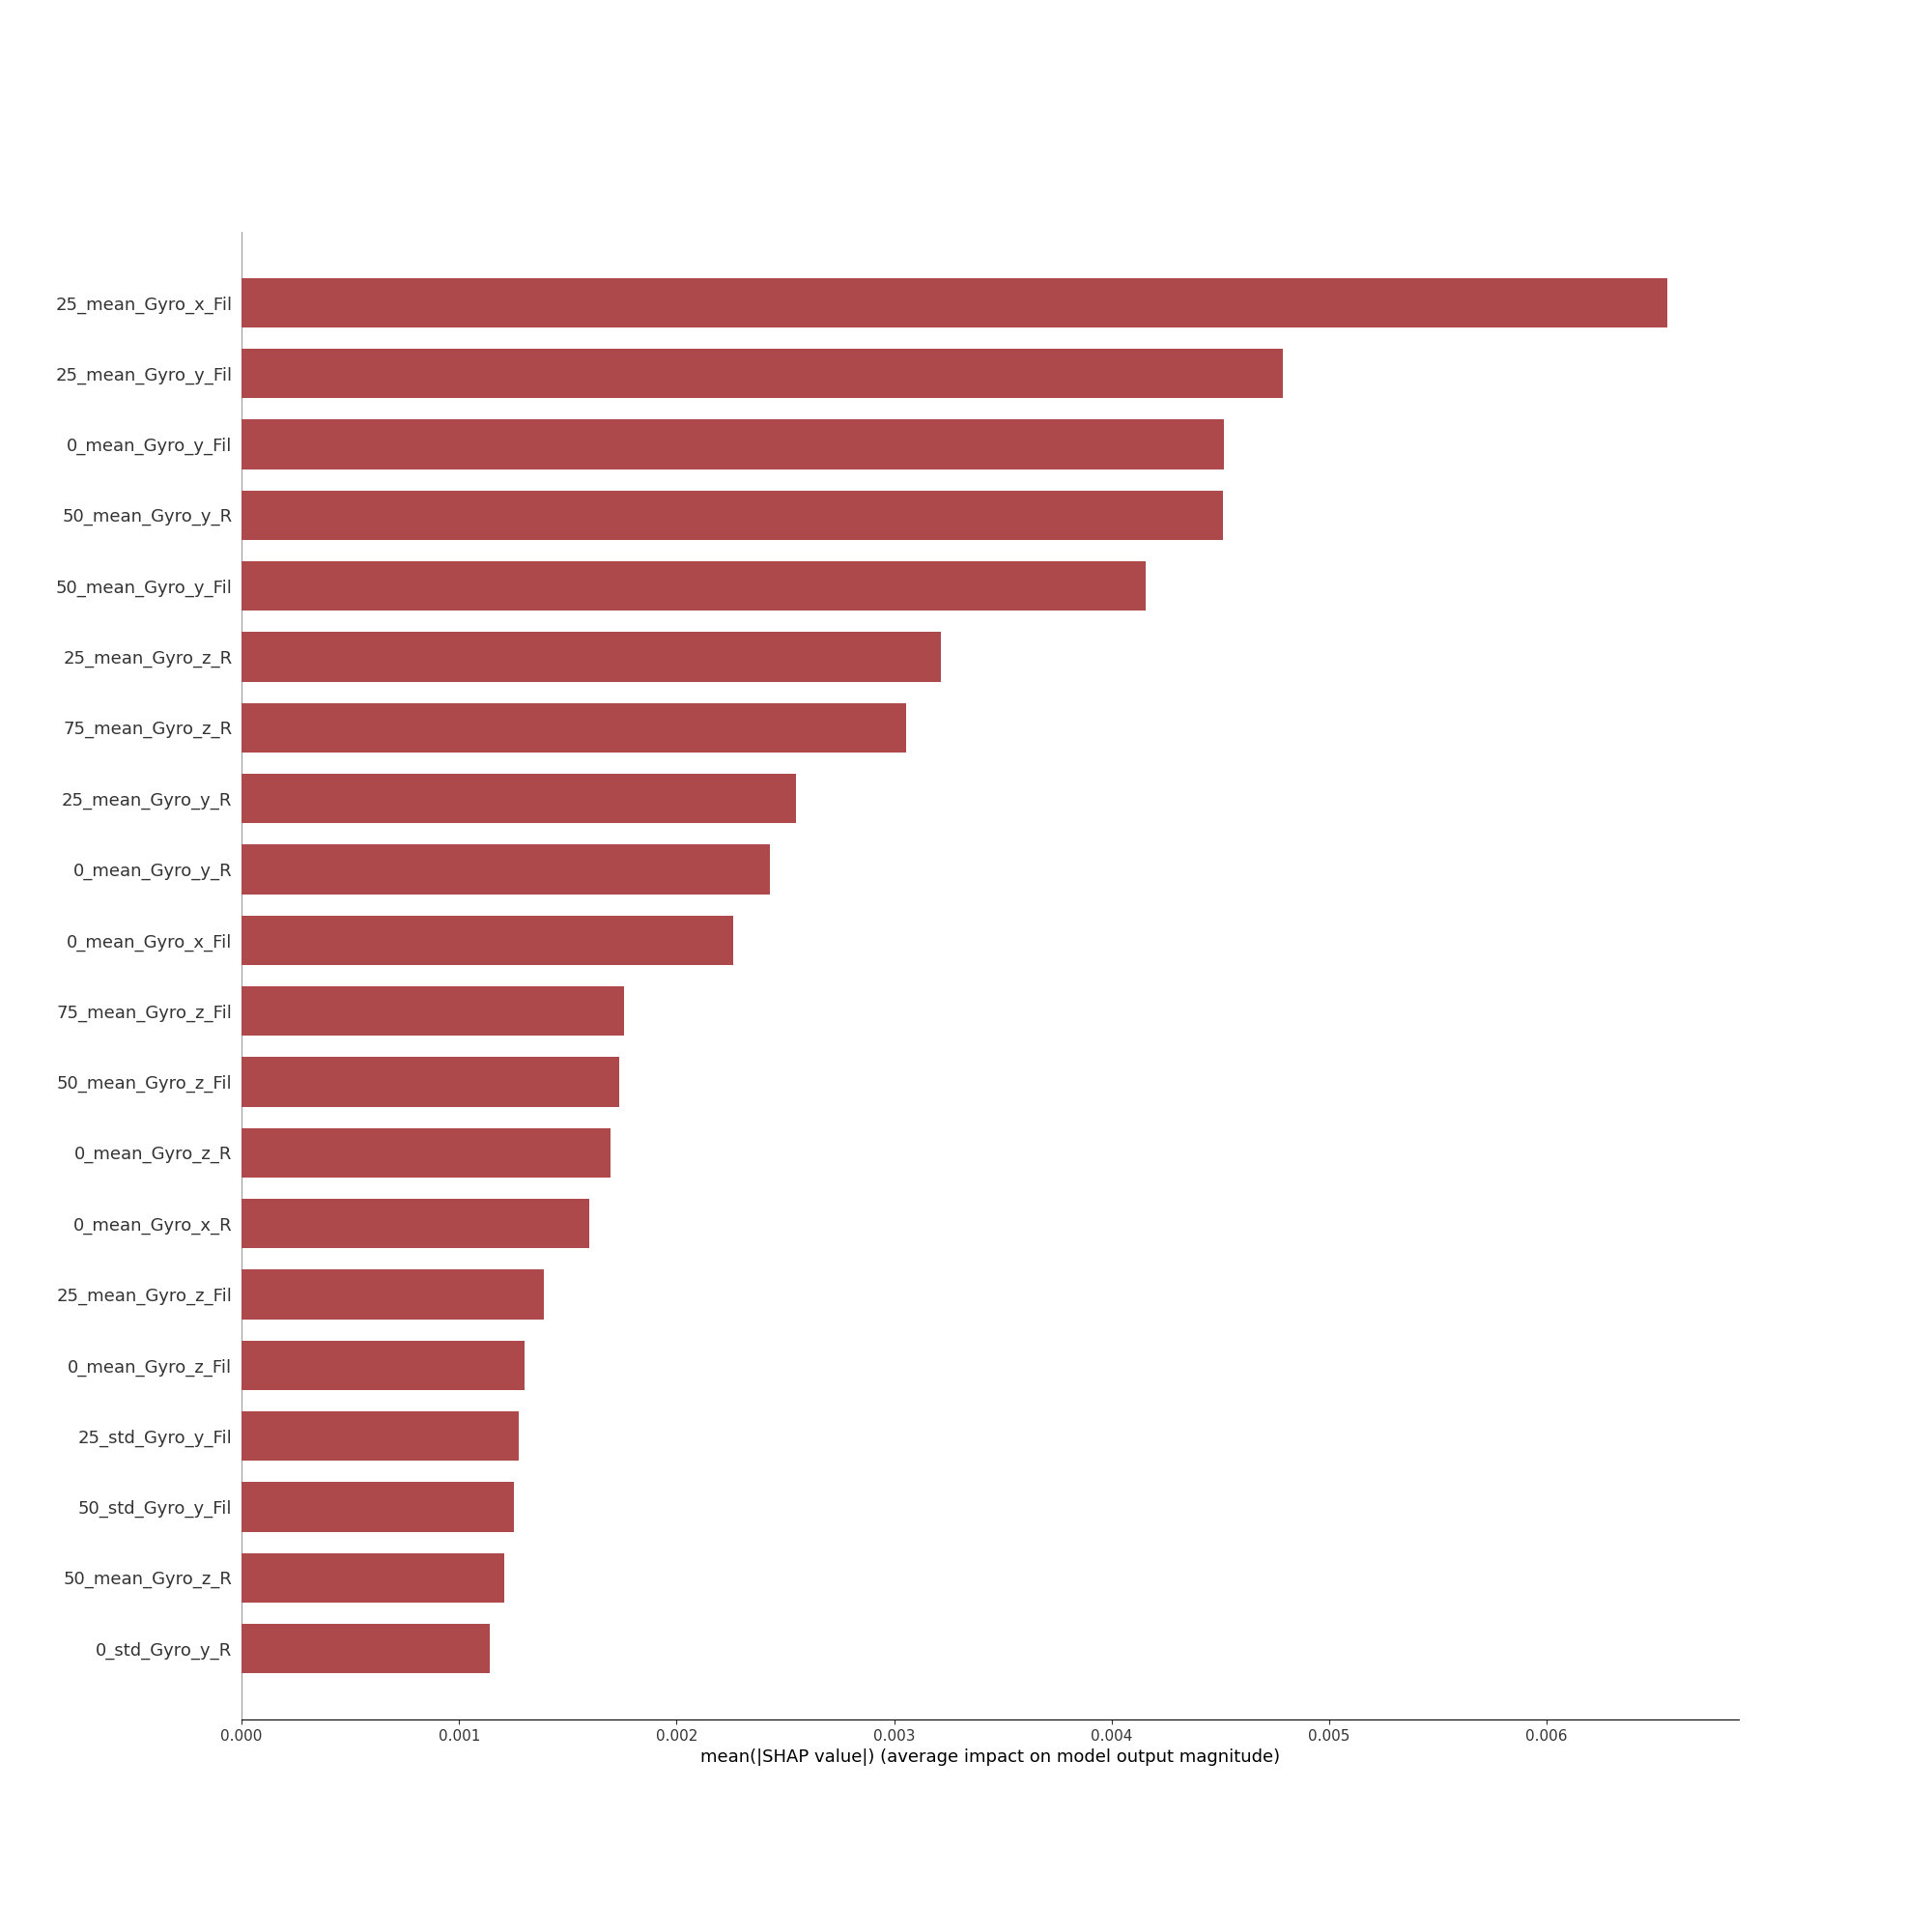 25_mean_Gyro_x_Fil
25_mean_Gyro_y_Fil
0_mean_Gyro_y_Fil
50_mean_Gyro_y_R
50_mean_Gyro_y_Fil
25_mean_Gyro_z_R
75_mean_Gyro_z_R
25_mean_Gyro_y_R
0_mean_Gyro_y_R
0_mean_Gyro_x_Fil
75_mean_Gyro_z_Fil
50_mean_Gyro_z_Fil
0_mean_Gyro_z_R
0_mean_Gyro_x_R
25_mean_Gyro_z_Fil
0_mean_Gyro_z_Fil
25_std_Gyro_y_Fil
50_std_Gyro_y_Fil
50_mean_Gyro_z_R
0_std_Gyro_y_R
0.000 0.001 0.002 0.003 0.004 0.005 0.006
mean(|SHAP value|) (average impact on model output magnitude)